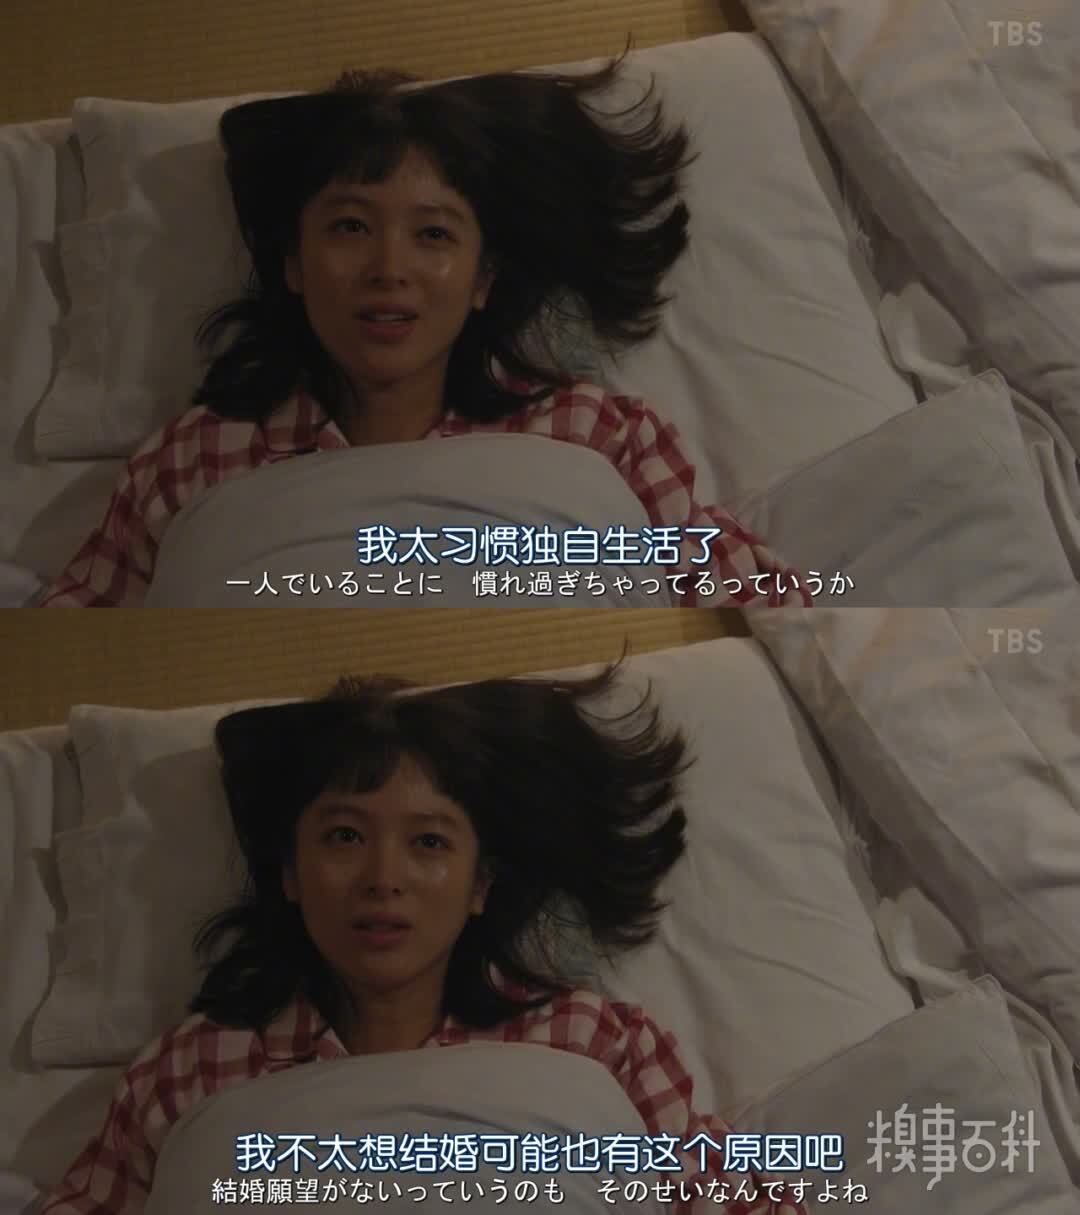 TBS
我太习惯独自生活了
一人でいることに　慣れ過ぎちゃってるっていうか
TBS
我不太想结婚可能也有这个原因吧
結婚願望がないっていうのも　そのせいなんですよね
糗事百科